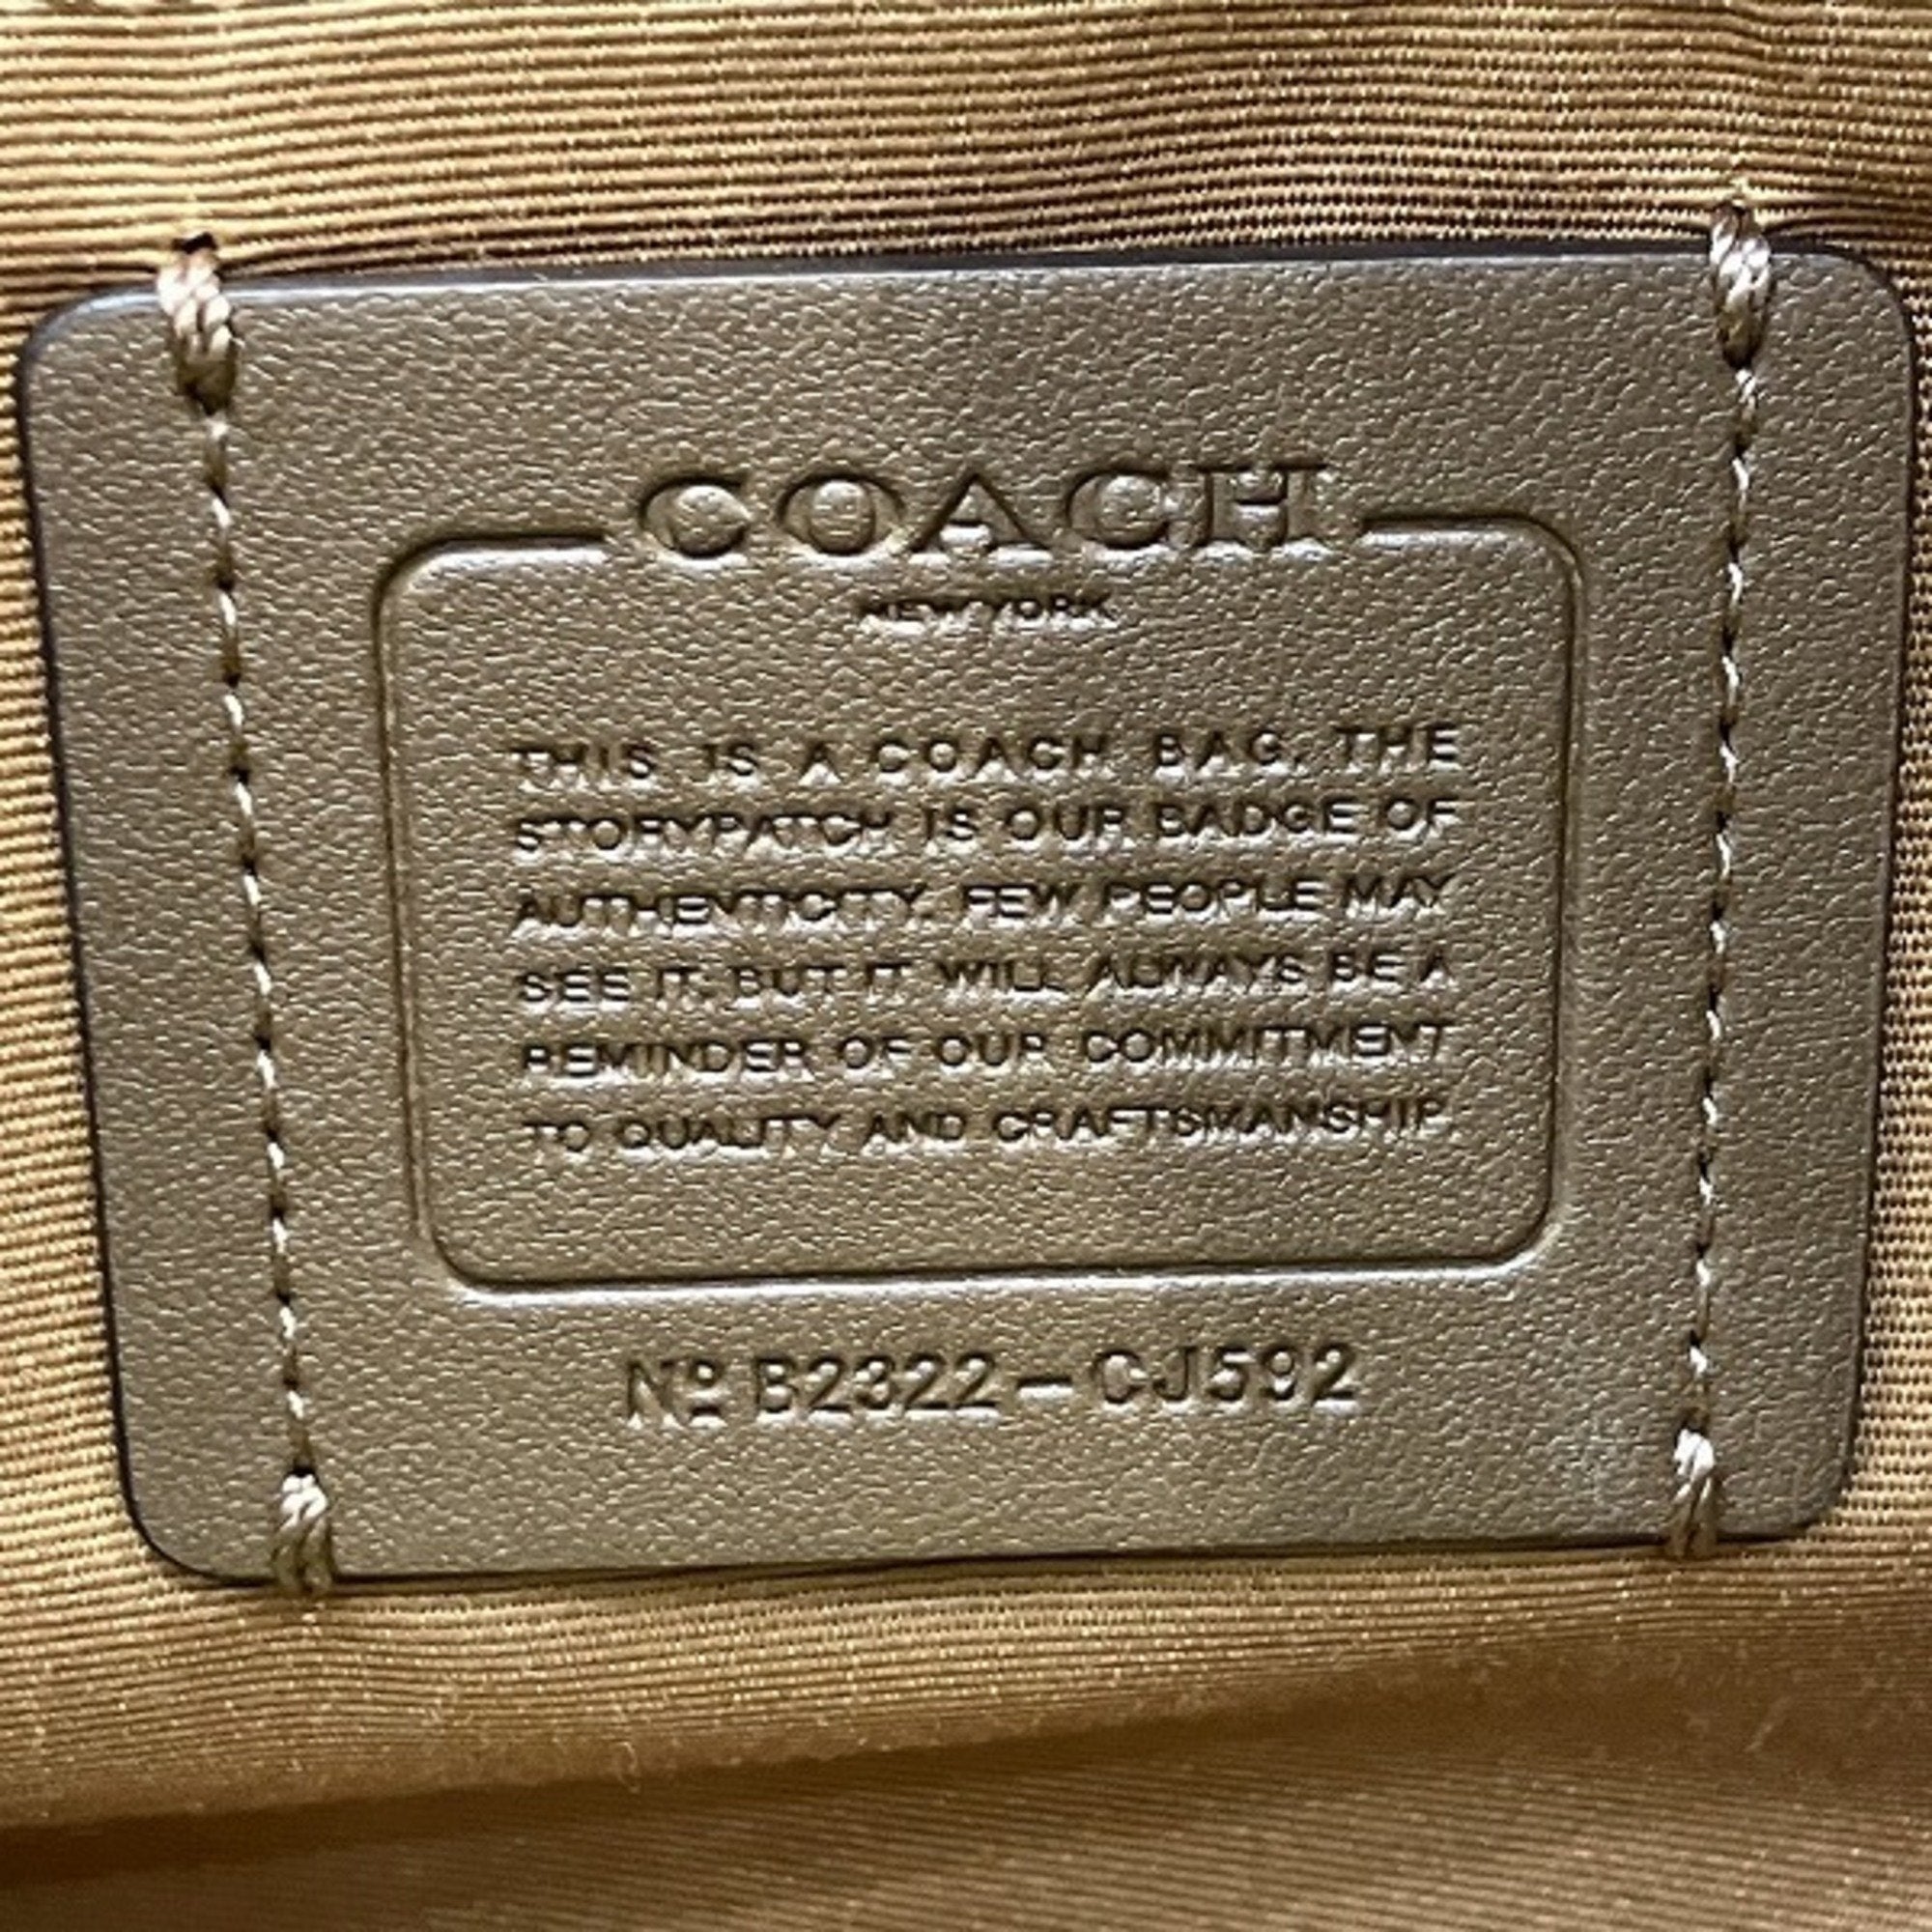 COACH
NEW YORK
THIS IS A COACH BAG. THE
STORYPATCH IS OUR BADGE OF
AUTHENTICITY. FEW PEOPLE MAY
SEE IT, BUT IT WILL ALWAYS BE A
REMINDER OF OUR COMMITMENT
TO QUALITY AND CRAFTSMANSHIP.
Nº B2322-CJ592